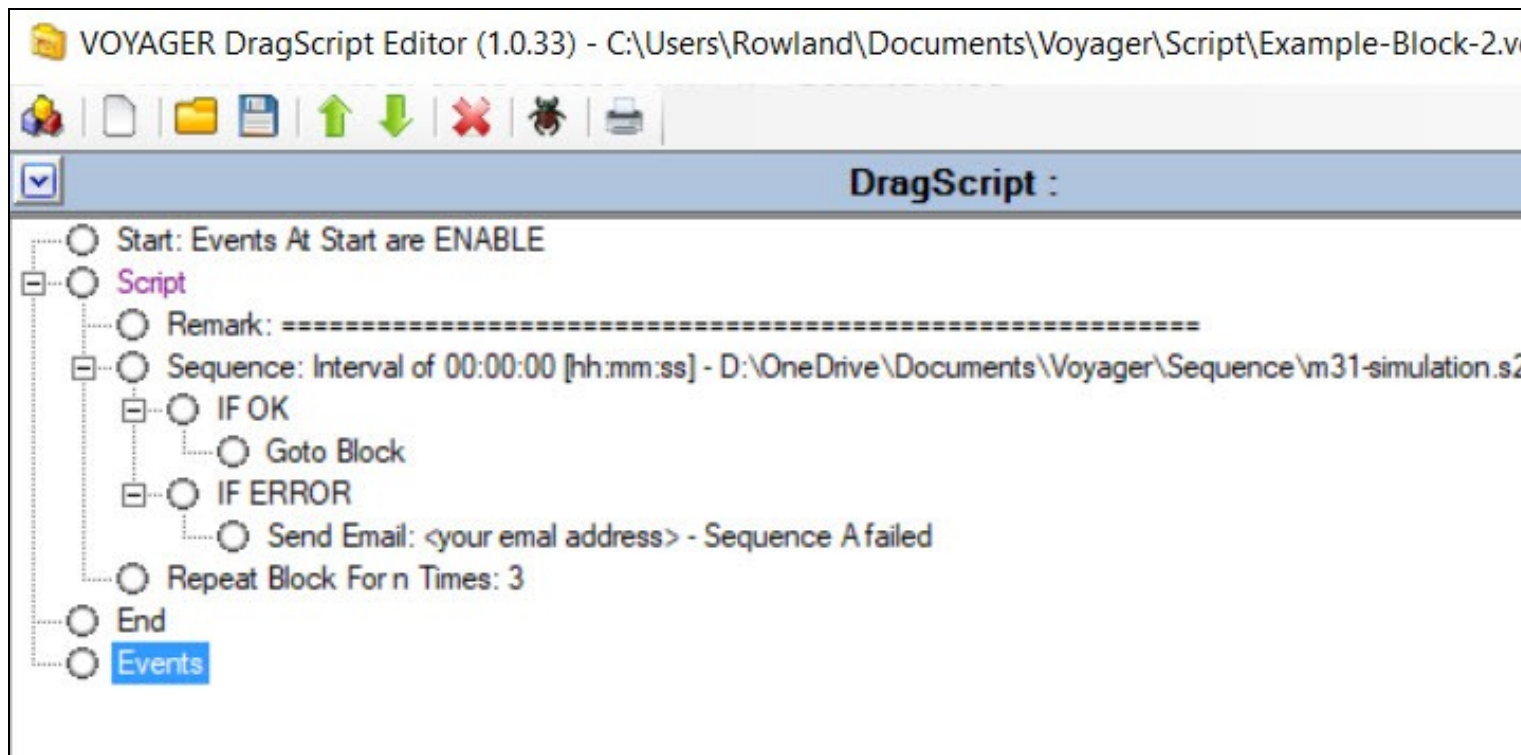 VOYAGER DragScript Editor (1.0.33) - C:\Users\Rowland\Documents\Voyager\Script\Example-Block-2.v
DragScript :
Start: Events At Start are ENABLE
Script
Remark: ==========================================================
Sequence: Interval of 00:00:00 [hh:mm:ss] - D:\OneDrive\Documents\Voyager\Sequence\m31-simulation.s2
IF OK
Goto Block
IF ERROR
Send Email: <your emal address> - Sequence A failed
Repeat Block For n Times: 3
End
Events